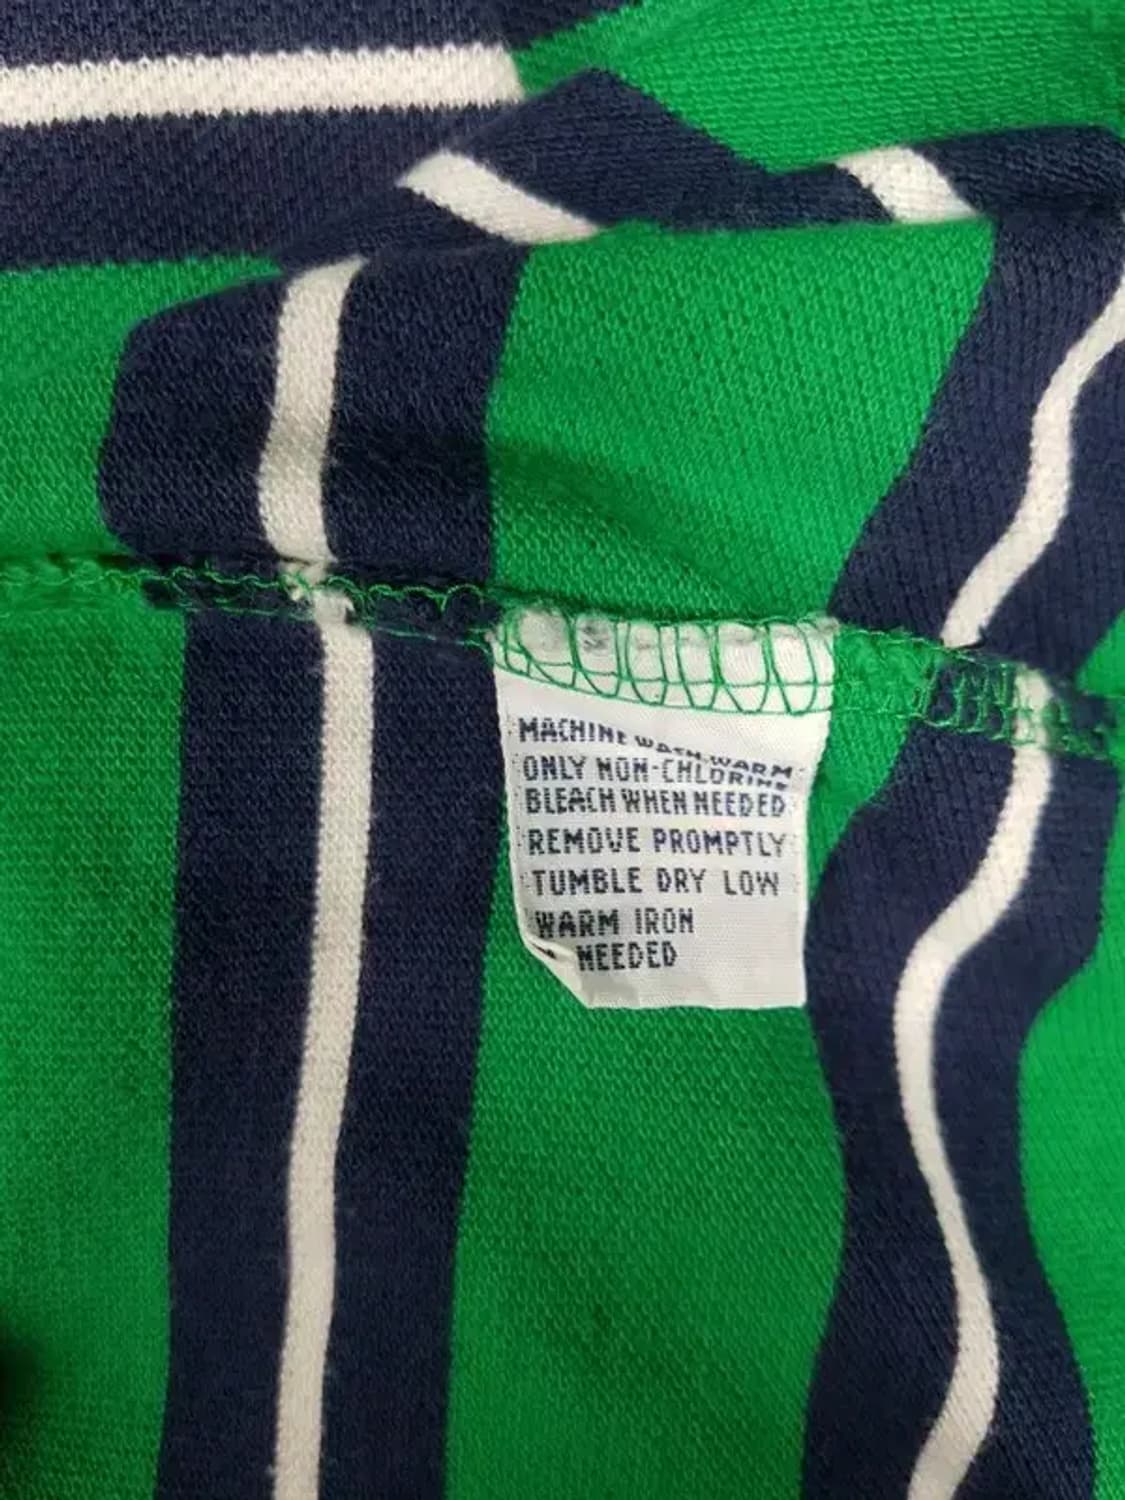 MACHINE WASH WARM
ONLY NON-CHLORINE
BLEACH WHEN NEEDED
REMOVE PROMPTLY
TUMBLE DRY LOW
WARM IRON
NEEDED